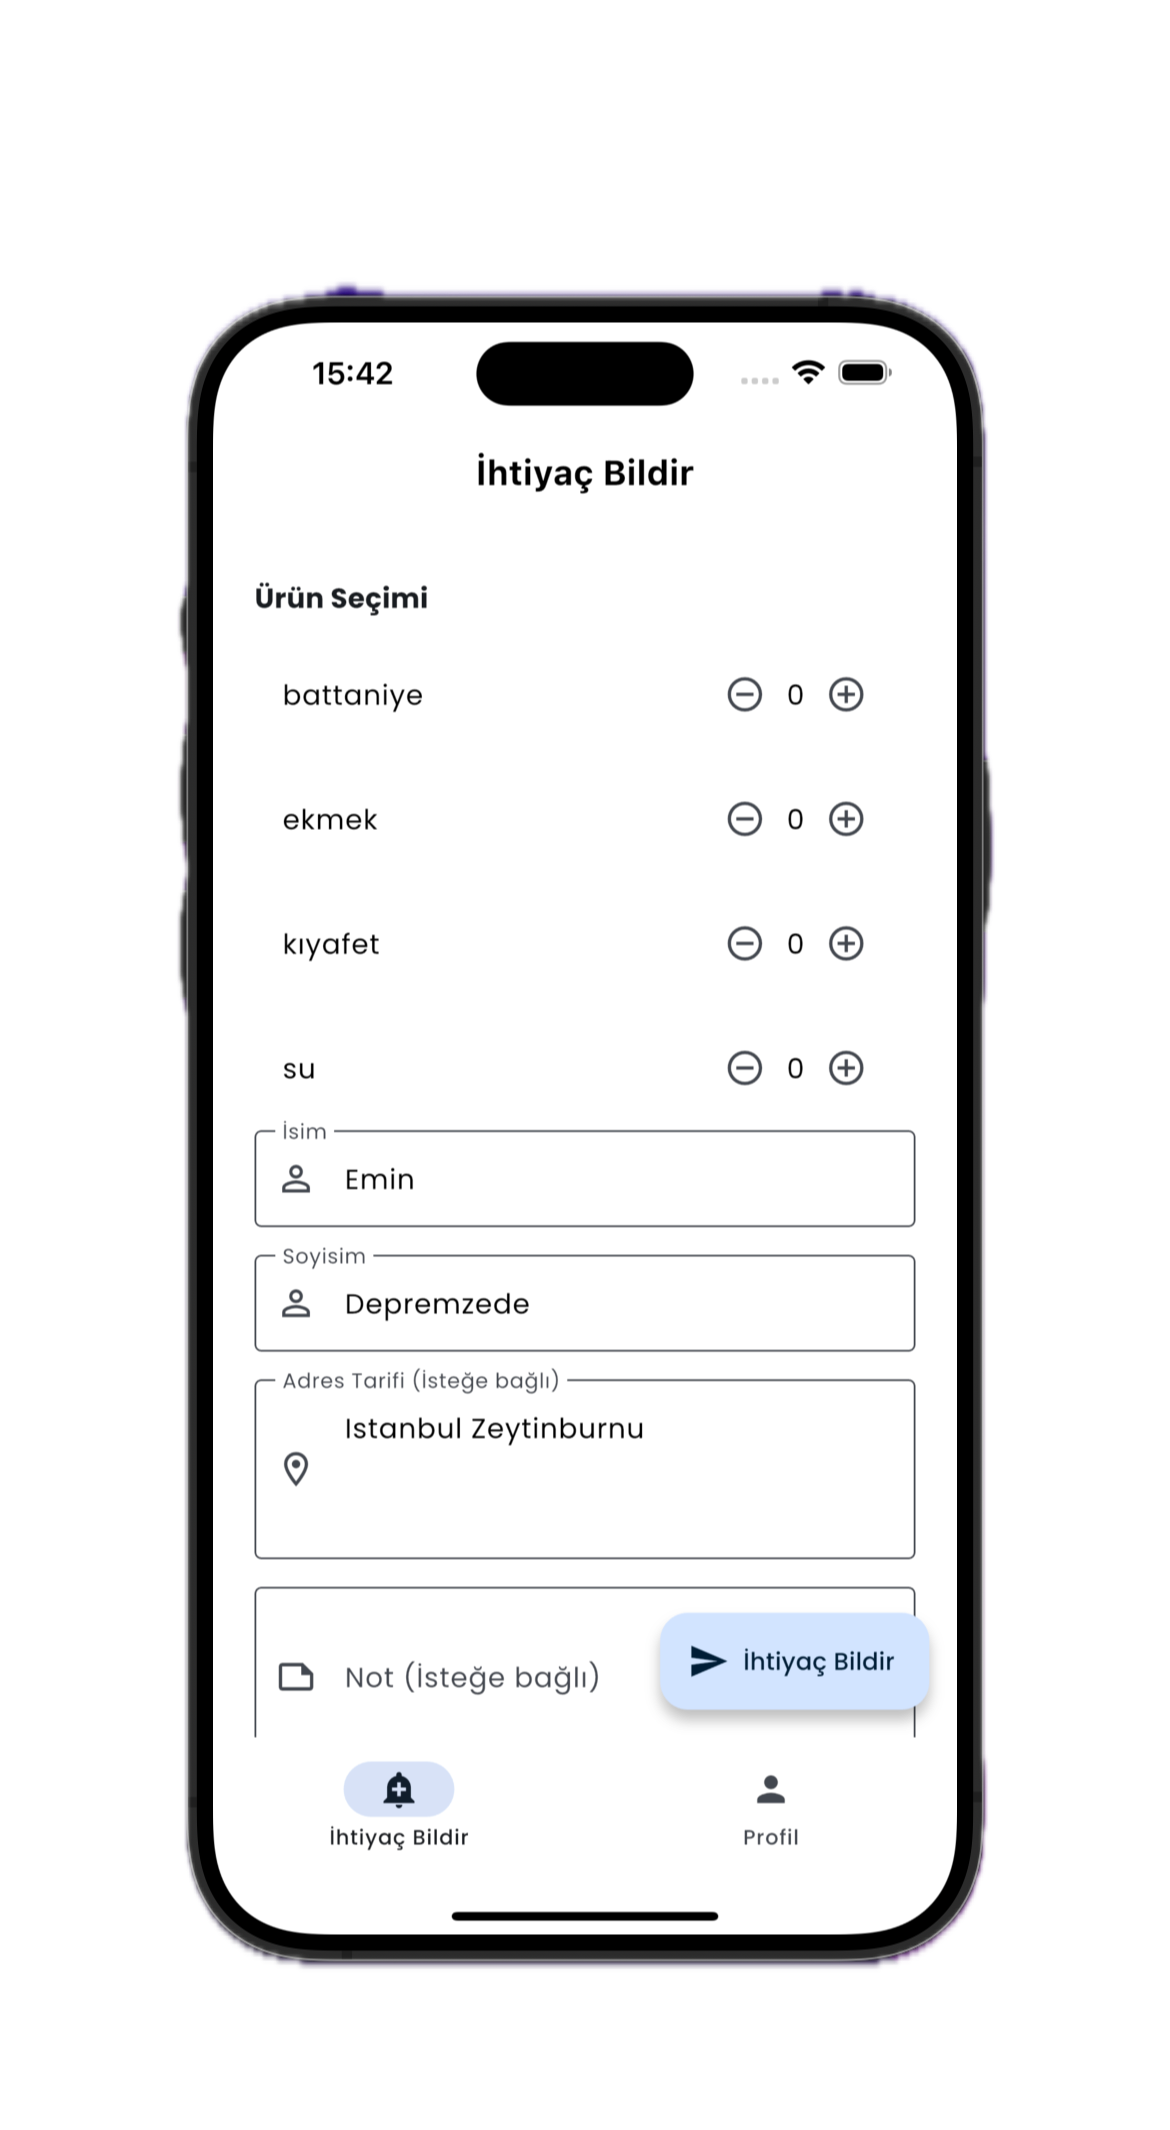 15:42
İhtiyaç Bildir
Ürün Seçimi
battaniye 0
ekmek 0
kıyafet 0
su 0
İsim
Emin
Soyisim
Depremzede
Adres Tarifi (İsteğe bağlı)
Istanbul Zeytinburnu
Not (İsteğe bağlı)
İhtiyaç Bildir
İhtiyaç Bildir
Profil